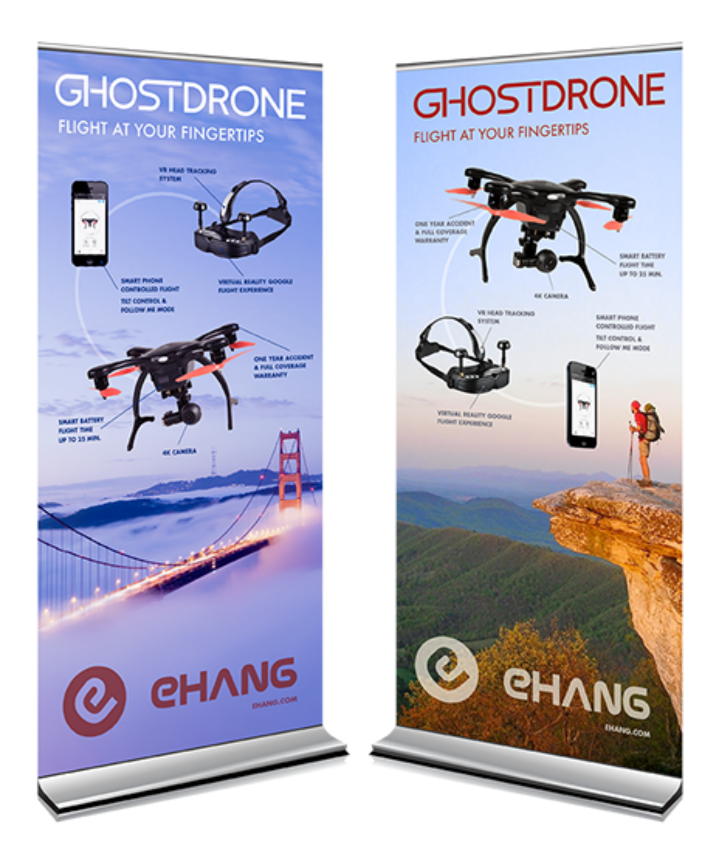 GHOSTDRONE
FLIGHT AT YOUR FINGERTIPS
VR HEAD TRACKING
SYSTEM
SMART PHONE
CONTROLLED FLIGHT
TILT CONTROL &
FOLLOW ME MODE
VIRTUAL REALITY GOOGLE
FLIGHT EXPERIENCE
ONE YEAR ACCIDENT
& FULL COVERAGE
WARRANTY
SMART BATTERY
FLIGHT TIME
UP TO 25 MIN.
4K CAMERA
e eHANG
EHANG.COM
GHOSTDRONE
FLIGHT AT YOUR FINGERTIPS
ONE YEAR ACCIDENT
& FULL COVERAGE
WARRANTY
SMART BATTERY
FLIGHT TIME
UP TO 25 MIN.
4K CAMERA
VR HEAD TRACKING
SYSTEM
SMART PHONE
CONTROLLED FLIGHT
TILT CONTROL &
FOLLOW ME MODE
VIRTUAL REALITY GOOGLE
FLIGHT EXPERIENCE
e eHANG
EHANG.COM